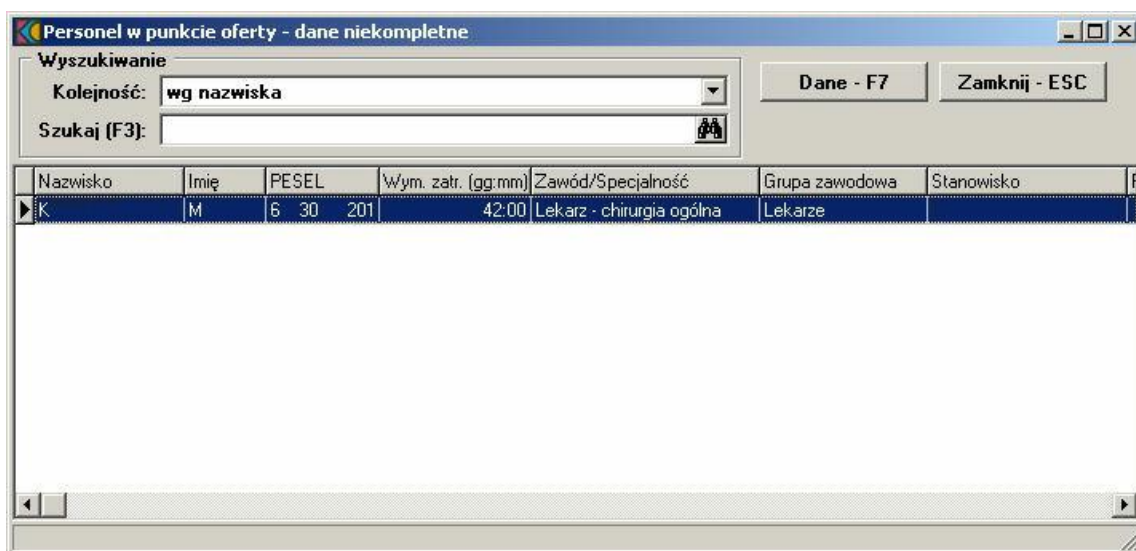 Personel w punkcie oferty - dane niekompletne
Wyszukiwanie
Kolejność: wg nazwiska
Dane - F7 Zamknij - ESC
Szukaj (F3):
Nazwisko Imię PESEL Wym. zatr. (gg:mm) Zawód/Specjalność Grupa zawodowa Stanowisko
K M 6 30 201 42:00 Lekarz - chirurgia ogólna Lekarze